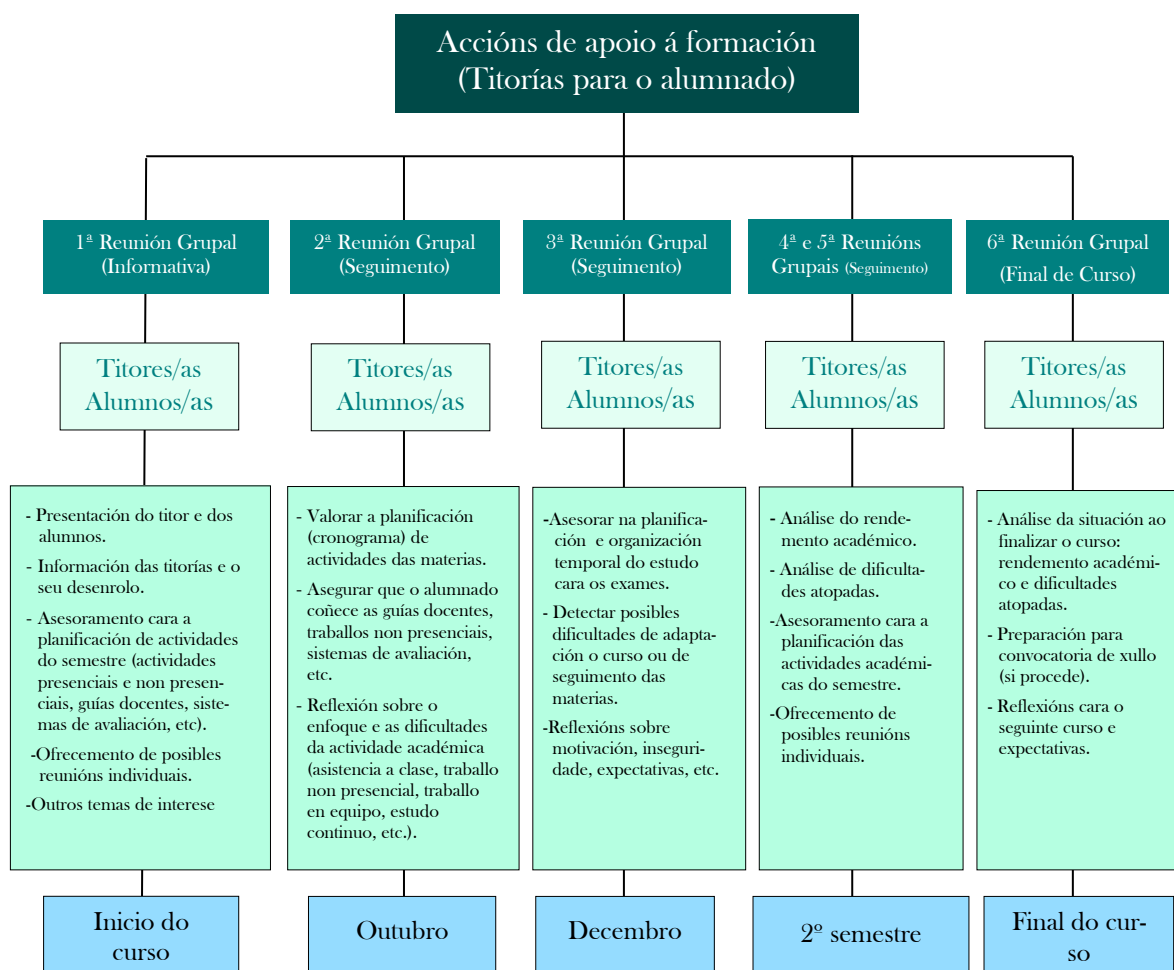 Accións de apoio á formación
(Titorías para o alumnado)
1ª Reunión Grupal
(Informativa)
2ª Reunión Grupal
(Seguimento)
3ª Reunión Grupal
(Seguimento)
4ª e 5ª Reunións
Grupais (Seguimento)
6ª Reunión Grupal
(Final de Curso)
Titores/as
Alumnos/as
Titores/as
Alumnos/as
Titores/as
Alumnos/as
Titores/as
Alumnos/as
Titores/as
Alumnos/as
- Presentación do titor e dos
alumnos.
- Información das titorías e o
seu desenrolo.
- Asesoramento cara a
planificación de actividades
do semestre (actividades
presenciais e non presen-
ciais, guías docentes, siste-
mas de avaliación, etc).
-Ofrecemento de posibles
reunións individuais.
-Outros temas de interese
- Valorar a planificación
(cronograma) de
actividades das materias.
- Asegurar que o alumnado
coñece as guías docentes,
traballos non presenciais,
sistemas de avaliación,
etc.
- Reflexión sobre o
enfoque e as dificultades
da actividade académica
(asistencia a clase, traballo
non presencial, traballo
en equipo, estudo
continuo, etc.).
-Asesorar na planifica-
ción e organización
temporal do estudo
cara os exames.
- Detectar posibles
dificultades de adapta-
ción o curso ou de
seguimento das
materias.
-Reflexións sobre
motivación, inseguri-
dade, expectativas, etc.
- Análise do rende-
mento académico.
- Análise de dificulta-
des atopadas.
-Asesoramento cara a
planificación das
actividades académi-
cas do semestre.
-Ofrecemento de
posibles reunións
individuais.
- Análise da situación ao
finalizar o curso:
rendemento académi-
co e dificultades
atopadas.
- Preparación para
convocatoria de xullo
(si procede).
- Reflexións cara o
seguinte curso e
expectativas.
Inicio do
curso
Outubro
Decembro
2º semestre
Final do cur-
so